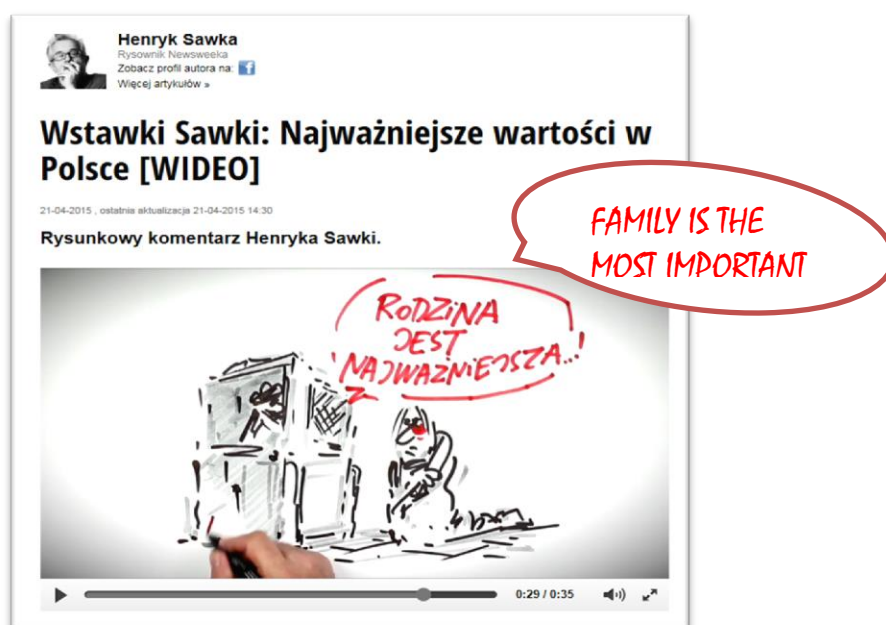 Henryk Sawka
Rysownik Newsweeka
Zobacz profil autora na:
Więcej artykułów »
Wstawki Sawki: Najważniejsze wartości w
Polsce [WIDEO]
21-04-2015 , ostatnia aktualizacja 21-04-2015 14:30
Rysunkowy komentarz Henryka Sawki.
FAMILY IS THE
MOST IMPORTANT
RODZINA
JEST
NAJWAŻNIEJSZA..!
0:29 / 0:35